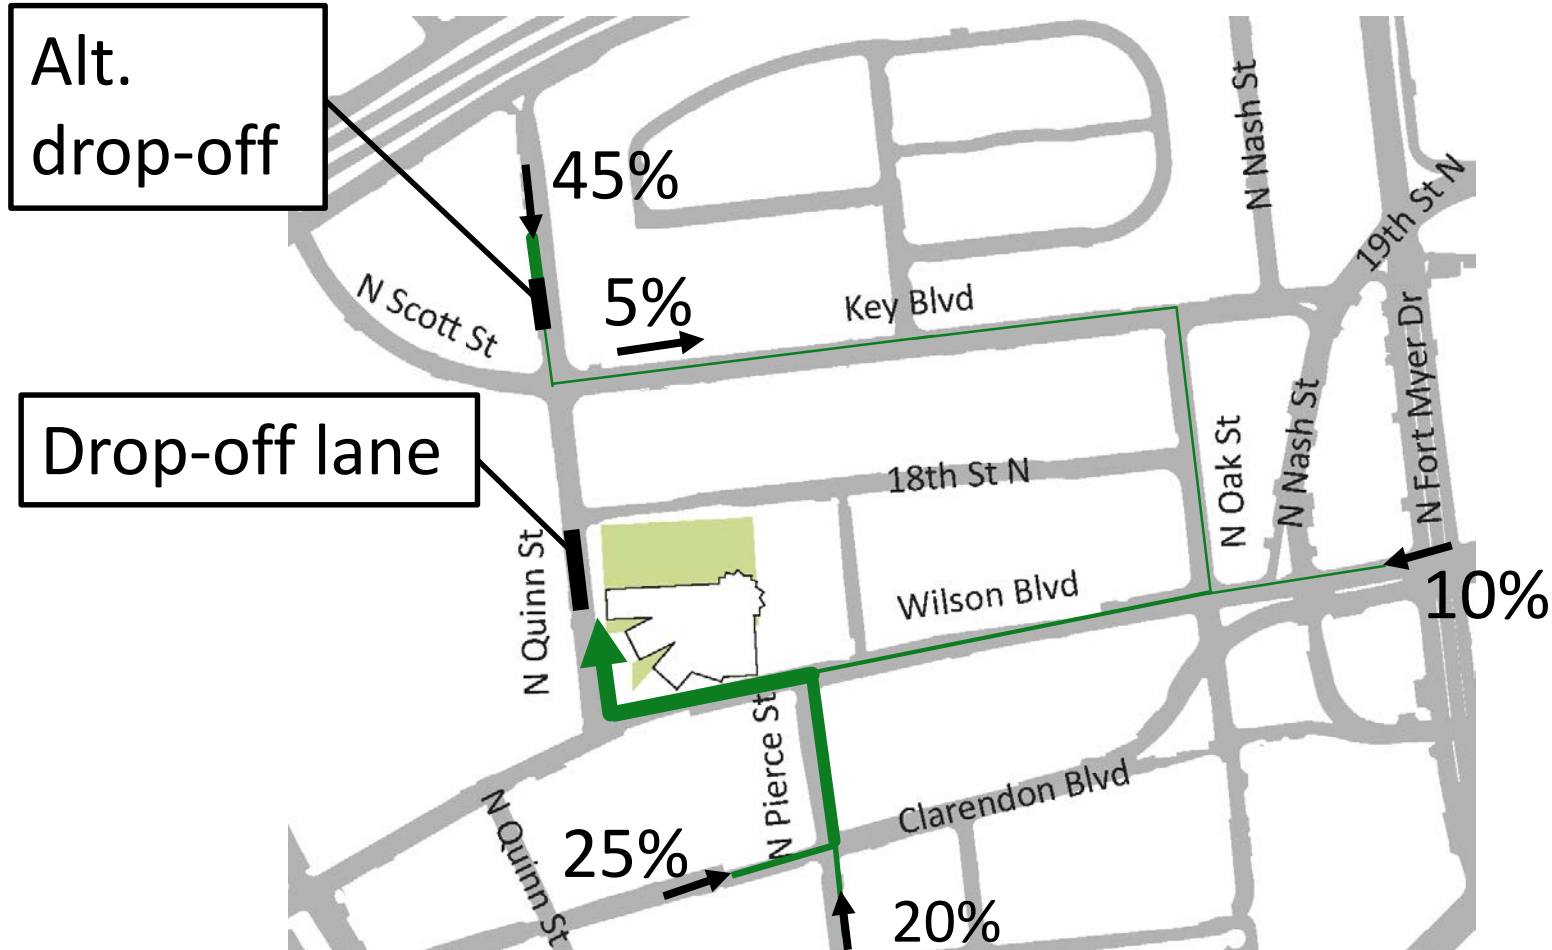 Alt.
drop-off
45%
N Nash St
19th St N
N Scott St
5%
Key Blvd
N Fort Myer Dr
Drop-off lane
18th St N
N Oak St
N Nash St
N Quinn St
Wilson Blvd
10%
N Pierce St
Clarendon Blvd
N Quinn St
25%
20%